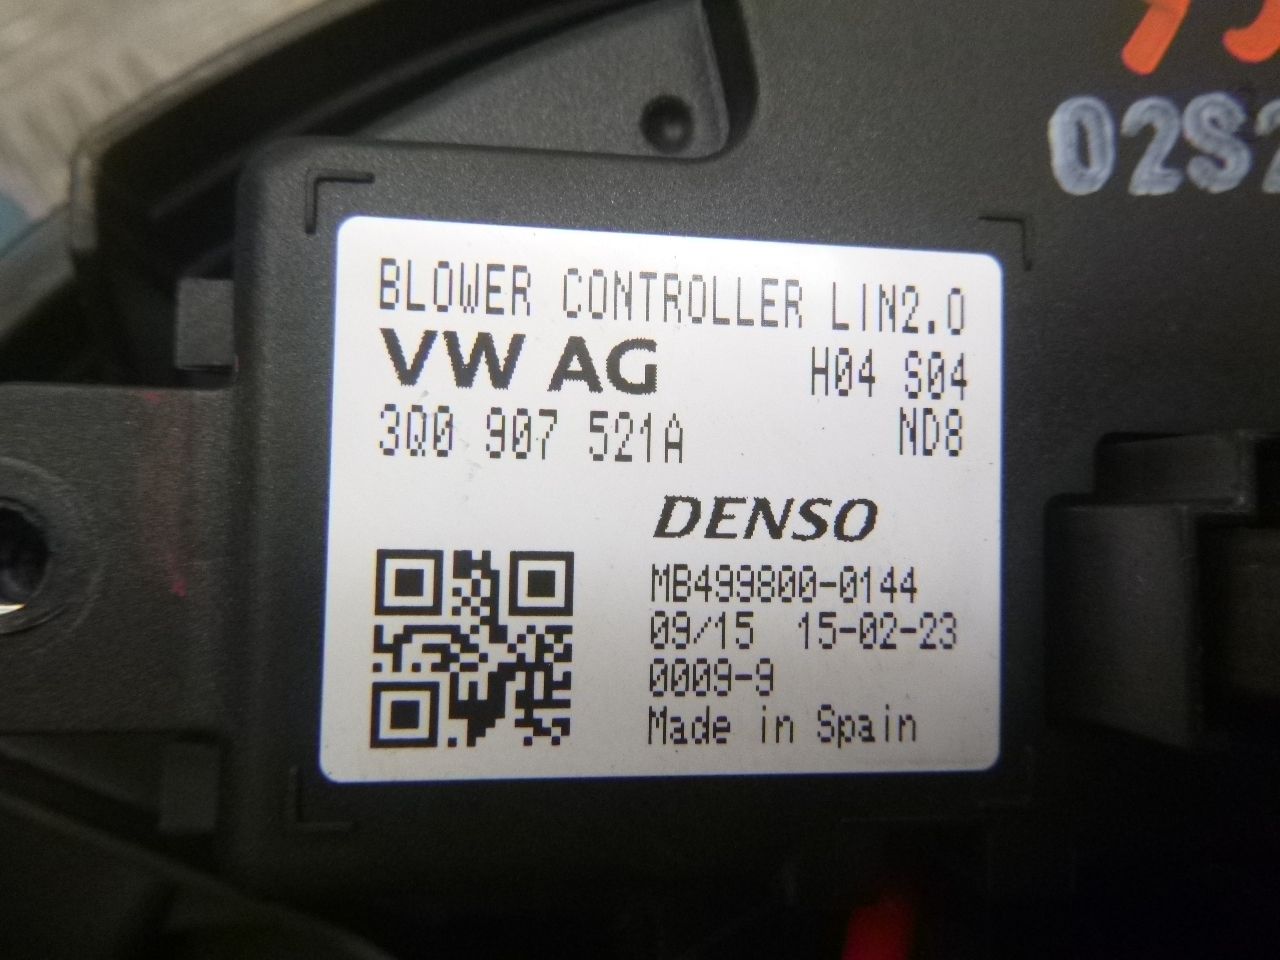 02S2
BLOWER CONTROLLER LIN2.0
VW AG H04 S04
3Q0 907 521A ND8
DENSO
MB499800-0144
09/15 15-02-23
0009-9
Made in Spain